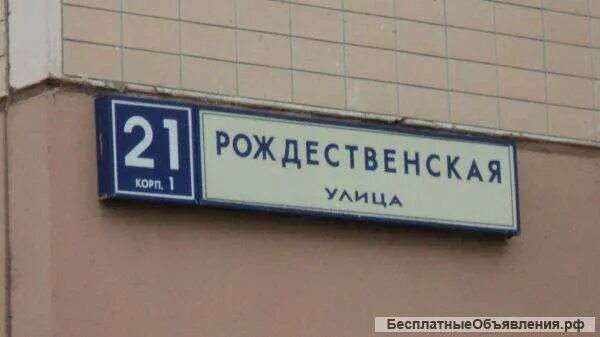 21
КОРП. 1
РОЖДЕСТВЕНСКАЯ
УЛИЦА
БесплатныеОбъявления.рф